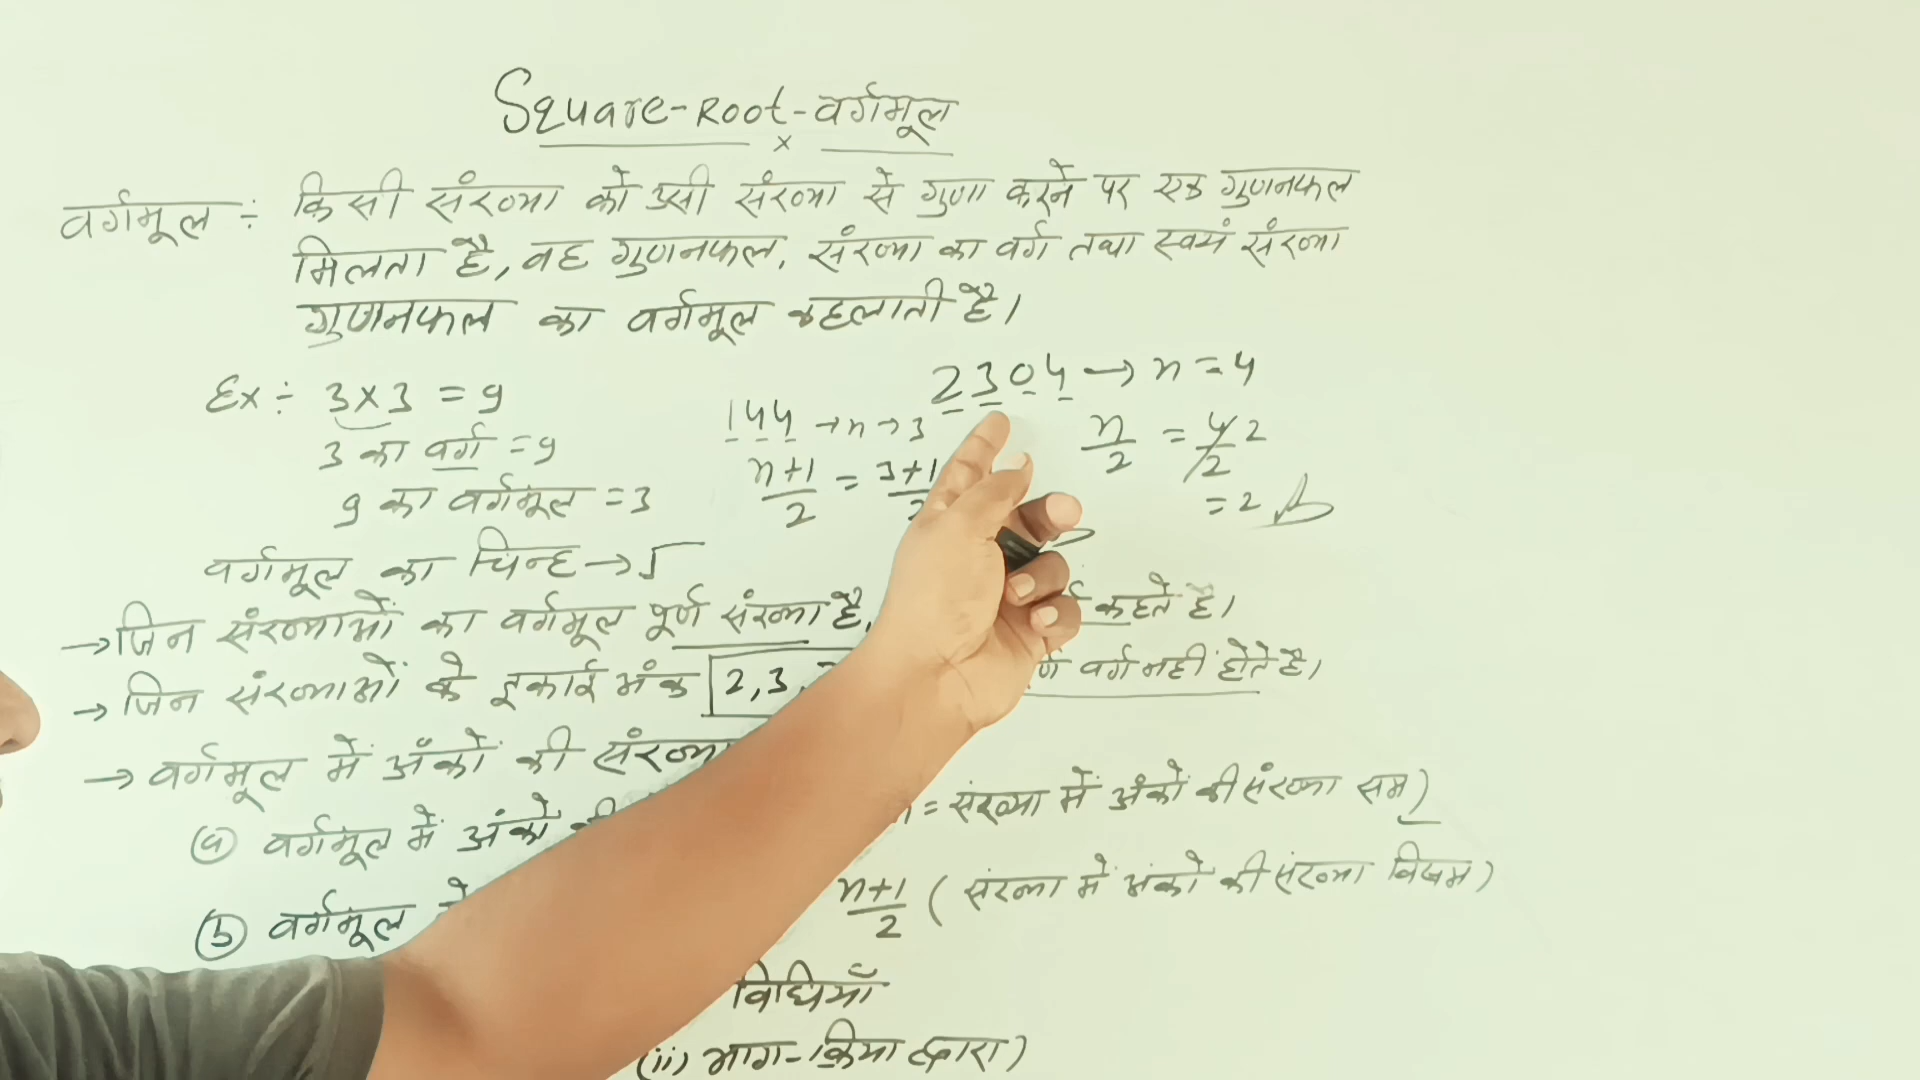 Square-Root-वर्गमूल
वर्गमूल ÷ किसी संख्या को उसी संख्या से गुणा करने पर एक गुणनफल
मिलता है, वह गुणनफल, संख्या का वर्ग तथा स्वयं संख्या
गुणनफल का वर्गमूल कहलाती है।
Ex ÷ 3×3 = 9
3 का वर्ग = 9
9 का वर्गमूल = 3
144 → n → 3
n+1/2 = 3+1/2
2304 → n = 4
n/2 = 4/2 2
= 2
वर्गमूल का चिन्ह → √
→ जिन संख्याओं का वर्गमूल पूर्ण संख्या है, कहते है।
→ जिन संख्याओं के इकाई अंक 2,3, वर्ग नही होते है।
→ वर्गमूल में अंकों की संख्या
(a) वर्गमूल में अंकों = संख्या में अंको की संख्या सम)
(b) वर्गमूल n+1/2 (संख्या में अंको की संख्या विषम)
विधियाँ
(ii) भाग-क्रिया द्वारा)